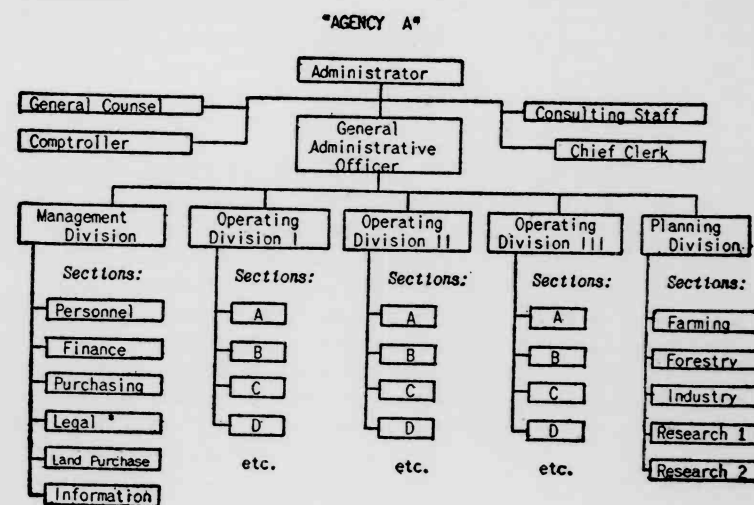 "AGENCY A"
Administrator
General Counsel
Consulting Staff
Comptroller
General
Administrative
Officer
Chief Clerk
Management
Division
Operating
Division I
Operating
Division II
Operating
Division III
Planning
Division
Sections:
Sections:
Sections:
Sections:
Sections:
Personnel
Finance
Purchasing
Legal *
Land Purchase
Information
A
B
C
D
etc.
A
B
C
D
etc.
A
B
C
D
etc.
Farming
Forestry
Industry
Research 1
Research 2